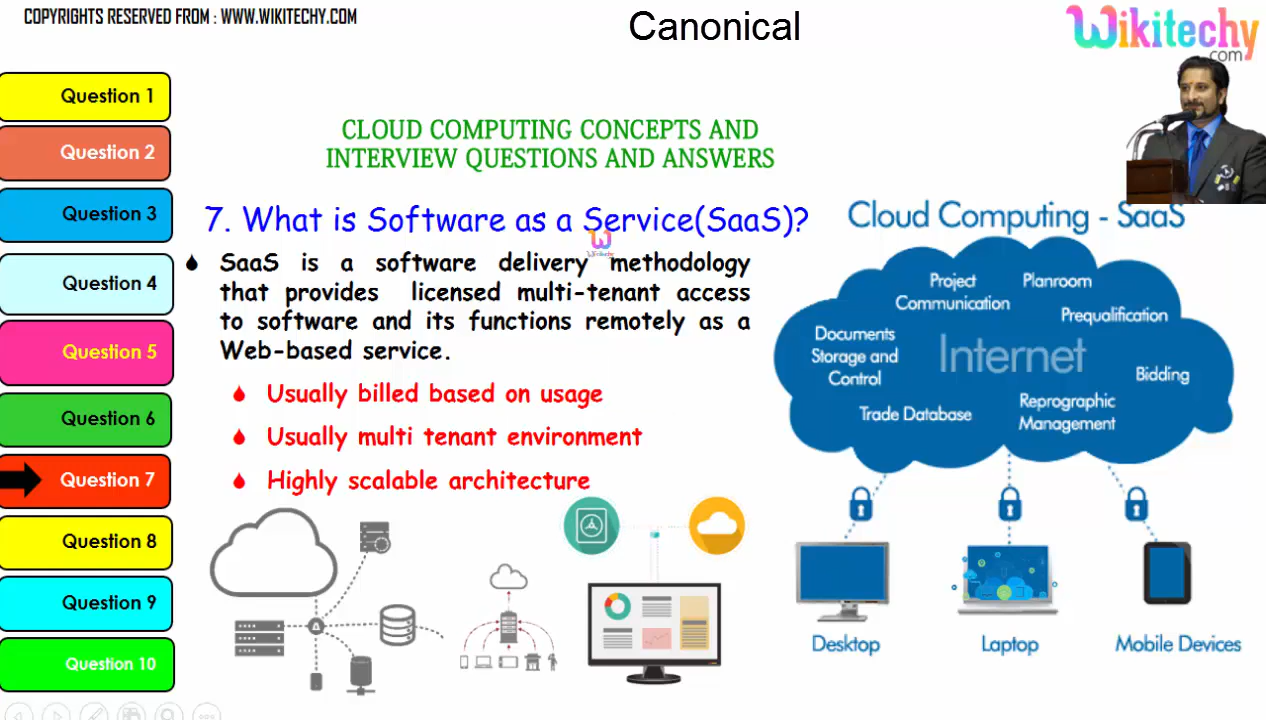 COPYRIGHTS RESERVED FROM : WWW.WIKITECHY.COM
Canonical
Wikitechy
.com
Question 1
Question 2
Question 3
Question 4
Question 5
Question 6
Question 7
Question 8
Question 9
Question 10
CLOUD COMPUTING CONCEPTS AND
INTERVIEW QUESTIONS AND ANSWERS
7. What is Software as a Service(SaaS)?
SaaS is a software delivery methodology
that provides licensed multi-tenant access
to software and its functions remotely as a
Web-based service.
Usually billed based on usage
Usually multi tenant environment
Highly scalable architecture
Cloud Computing - SaaS
Project
Communication
Planroom
Prequalification
Documents
Storage and
Control
Internet
Bidding
Trade Database
Reprographic
Management
Desktop
Laptop
Mobile Devices